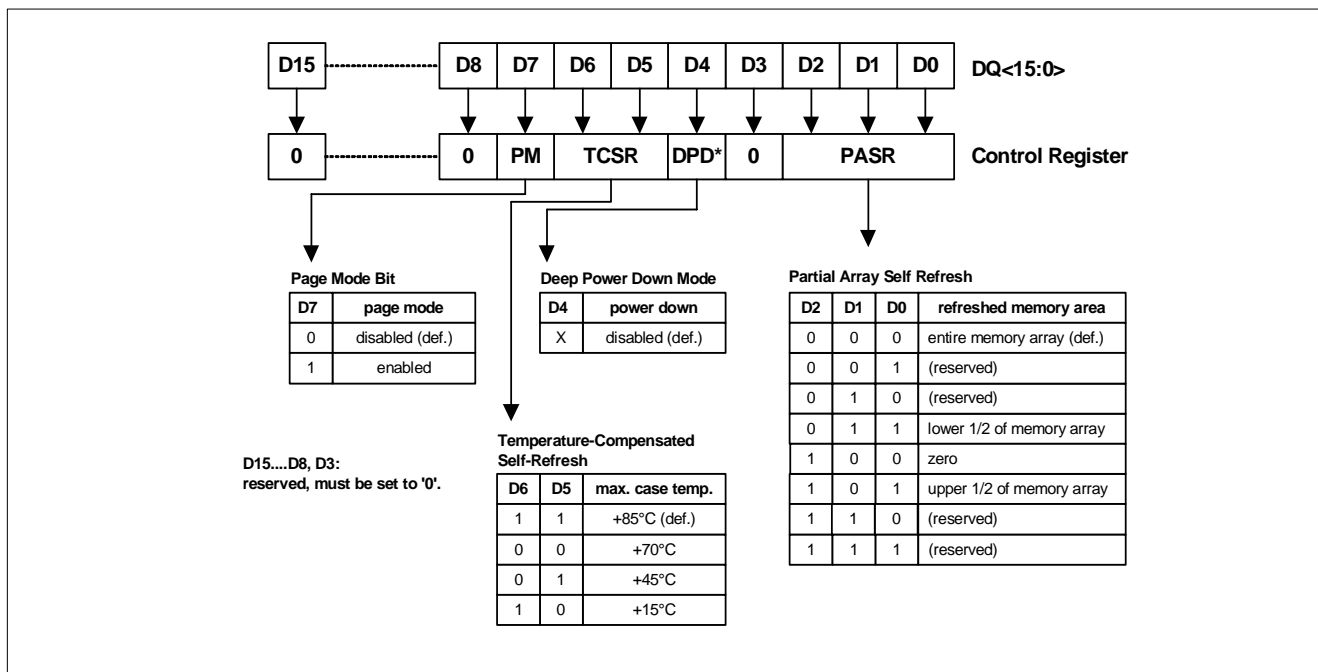 D15 D8 D7 D6 D5 D4 D3 D2 D1 D0 DQ<15:0>
0 0 PM TCSR DPD* 0 PASR Control Register
Page Mode Bit
D7 page mode
0 disabled (def.)
1 enabled
Deep Power Down Mode
D4 power down
X disabled (def.)
Partial Array Self Refresh
D2 D1 D0 refreshed memory area
0 0 0 entire memory array (def.)
0 0 1 (reserved)
0 1 0 (reserved)
0 1 1 lower 1/2 of memory array
1 0 0 zero
1 0 1 upper 1/2 of memory array
1 1 0 (reserved)
1 1 1 (reserved)
D15....D8, D3:
reserved, must be set to '0'.
Temperature-Compensated
Self-Refresh
D6 D5 max. case temp.
1 1 +85°C (def.)
0 0 +70°C
0 1 +45°C
1 0 +15°C